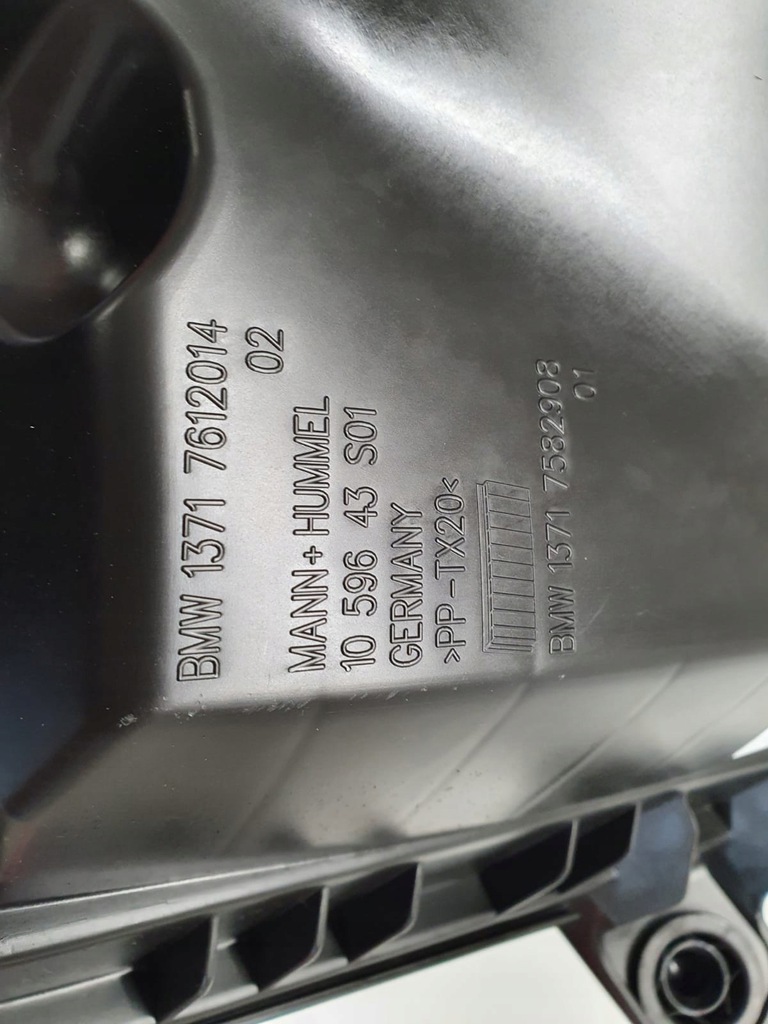 BMW 1371 7612014
02
MANN+HUMMEL
10 596 43 S01
GERMANY
>PP-TX20<
BMW 1371 7582908
01